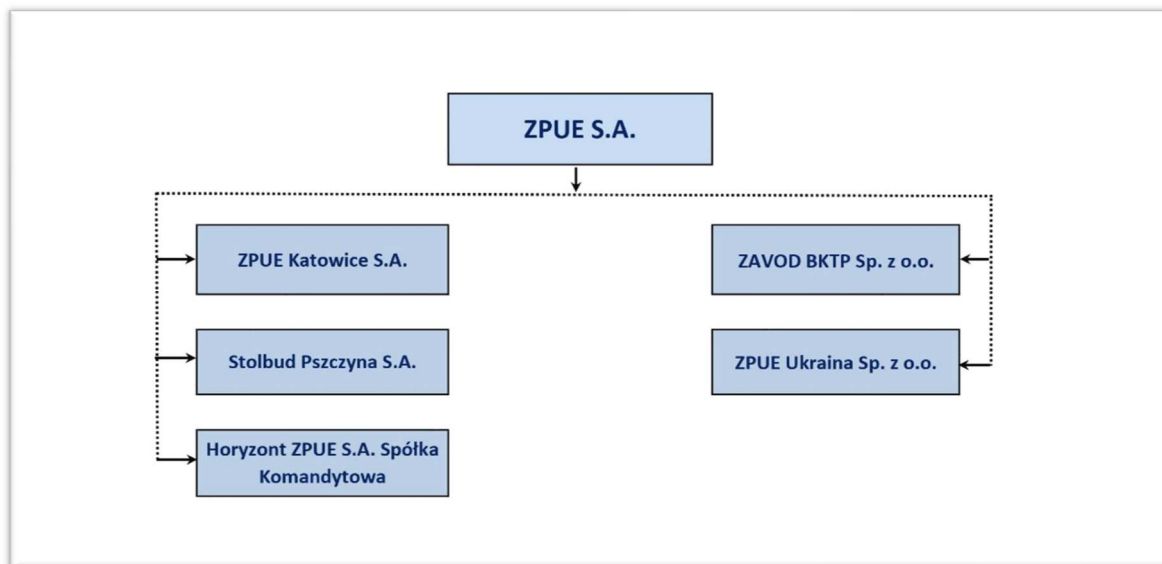 ZPUE S.A.
ZPUE Katowice S.A.
ZAVOD BKTP Sp. z o.o.
Stolbud Pszczyna S.A.
ZPUE Ukraina Sp. z o.o.
Horyzont ZPUE S.A. Spółka
Komandytowa